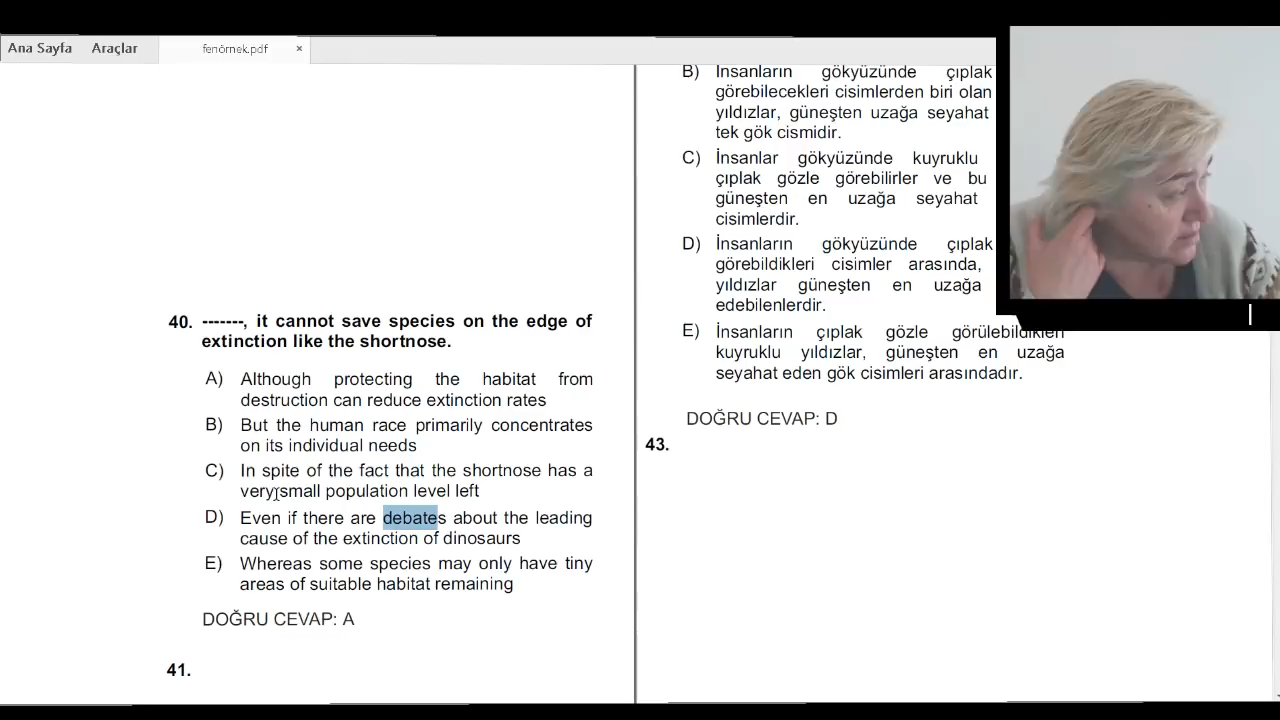 Ana Sayfa Araçlar fenörnek.pdf ×
40. -------, it cannot save species on the edge of
extinction like the shortnose.
A) Although protecting the habitat from
destruction can reduce extinction rates
B) But the human race primarily concentrates
on its individual needs
C) In spite of the fact that the shortnose has a
very small population level left
D) Even if there are debates about the leading
cause of the extinction of dinosaurs
E) Whereas some species may only have tiny
areas of suitable habitat remaining
DOĞRU CEVAP: A
41.
B) İnsanların gökyüzünde çıplak
görebilecekleri cisimlerden biri olan
yıldızlar, güneşten uzağa seyahat
tek gök cismidir.
C) İnsanlar gökyüzünde kuyruklu
çıplak gözle görebilirler ve bu
güneşten en uzağa seyahat
cisimlerdir.
D) İnsanların gökyüzünde çıplak
görebildikleri cisimler arasında,
yıldızlar güneşten en uzağa
edebilenlerdir.
E) İnsanların çıplak gözle görülebildikleri
kuyruklu yıldızlar, güneşten en uzağa
seyahat eden gök cisimleri arasındadır.
DOĞRU CEVAP: D
43.